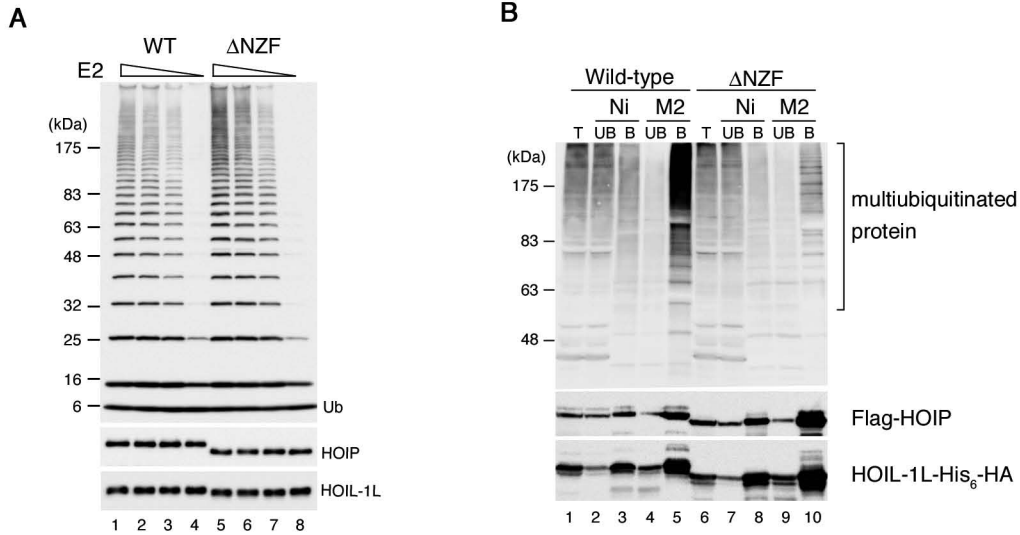 A
WT ΔNZF
E2
(kDa)
175
83
63
48
32
25
16
6
Ub
HOIP
HOIL-1L
1 2 3 4 5 6 7 8
B
Wild-type ΔNZF
Ni M2 Ni M2
T UB B UB B T UB B UB B
(kDa)
175
83
63
48
multiubiquitinated
protein
Flag-HOIP
HOIL-1L-His₆-HA
1 2 3 4 5 6 7 8 9 10